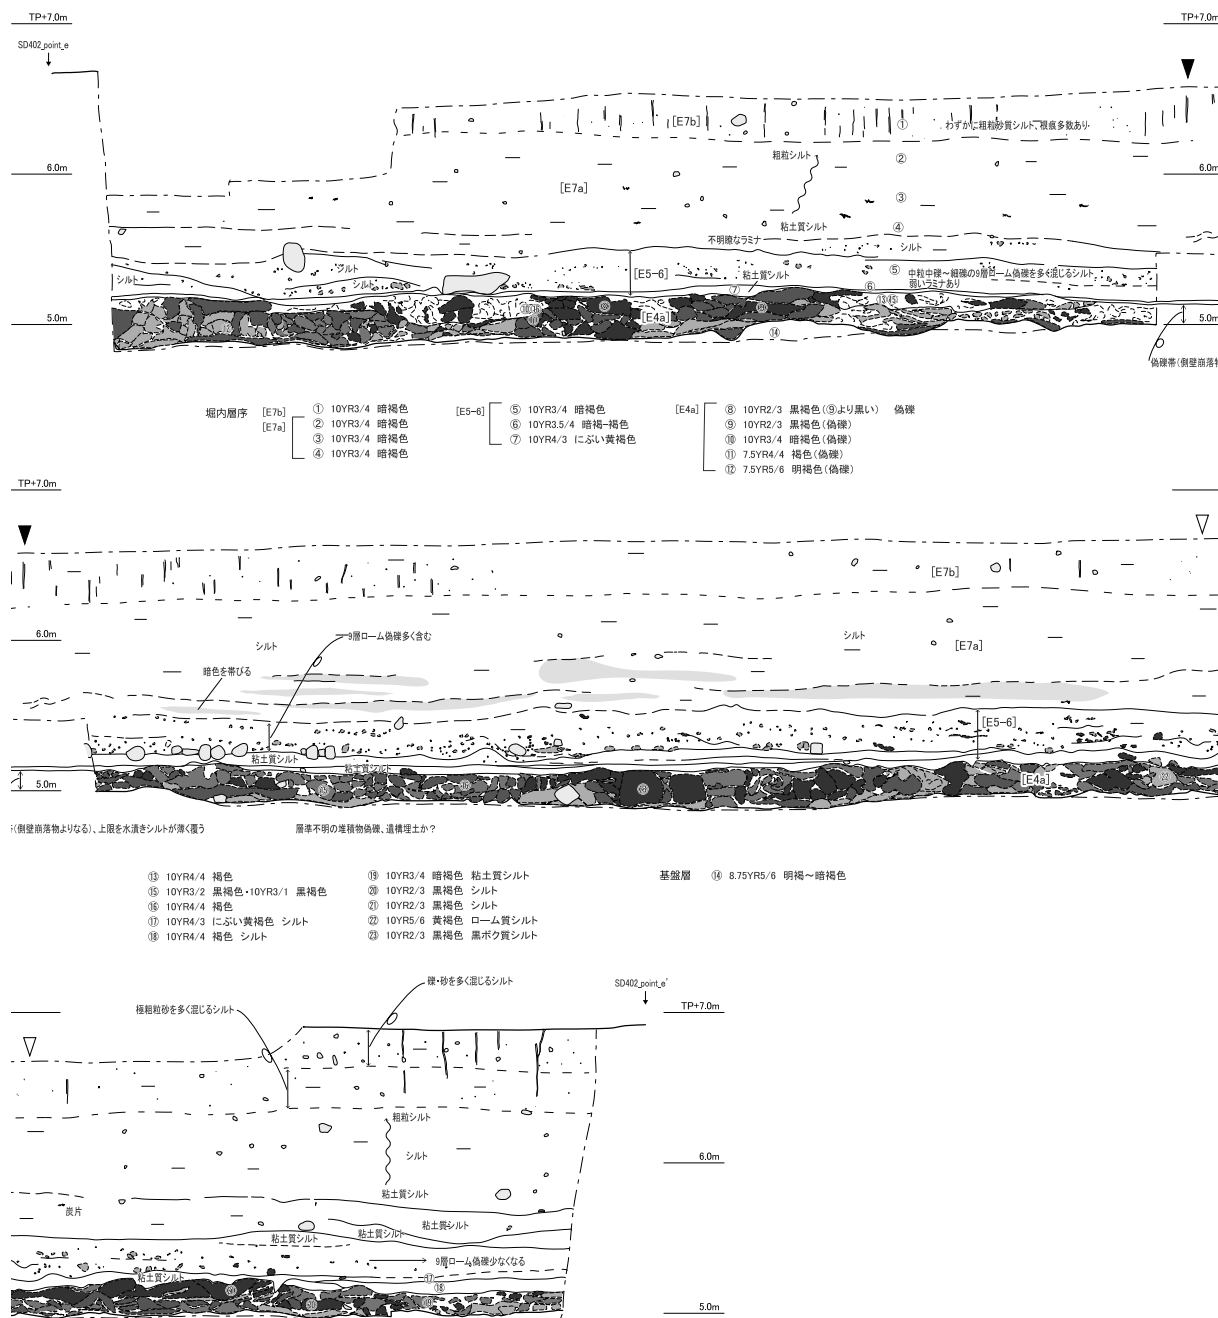 TP+7.0m
TP+7.0m
SD402_point_e
[E7b]
①
わずかに粗粒砂質シルト、根痕多数あり
粗粒シルト
②
6.0m
6.0m
[E7a]
③
粘土質シルト
④
不明瞭なラミナ
シルト
シルト
シルト
シルト
[E5-6]
粘土質シルト
⑤
中粒中礫～細礫の9層ローム偽礫を多く混じるシルト
弱いラミナあり
⑥
⑦
⑬
⑮
5.0m
[E4a]
5.0m
⑭
偽礫帯(側壁崩落物
堀内層序
[E7b]
① 10YR3/4 暗褐色
[E7a]
② 10YR3/4 暗褐色
③ 10YR3/4 暗褐色
④ 10YR3/4 暗褐色
[E5-6]
⑤ 10YR3/4 暗褐色
⑥ 10YR3.5/4 暗褐-褐色
⑦ 10YR4/3 にぶい黄褐色
[E4a]
⑧ 10YR2/3 黒褐色(⑨より黒い) 偽礫
⑨ 10YR2/3 黒褐色(偽礫)
⑩ 10YR3/4 暗褐色(偽礫)
⑪ 7.5YR4/4 褐色(偽礫)
⑫ 7.5YR5/6 明褐色(偽礫)
TP+7.0m
[E7b]
6.0m
シルト
9層ローム偽礫多く含む
シルト
[E7a]
暗色を帯びる
[E5-6]
粘土質シルト
粘土質シルト
5.0m
[E4a]
㉒
(側壁崩落物よりなる)、上限を水漬きシルトが薄く覆う
層準不明の堆積物偽礫、遺構埋土か？
⑬ 10YR4/4 褐色
⑮ 10YR3/2 黒褐色・10YR3/1 黒褐色
⑯ 10YR4/4 褐色
⑰ 10YR4/3 にぶい黄褐色 シルト
⑱ 10YR4/4 褐色 シルト
⑲ 10YR3/4 暗褐色 粘土質シルト
⑳ 10YR2/3 黒褐色 シルト
㉑ 10YR2/3 黒褐色 シルト
㉒ 10YR5/6 黄褐色 ローム質シルト
㉓ 10YR2/3 黒褐色 黒ボク質シルト
基盤層 ⑭ 8.75YR5/6 明褐～暗褐色
礫・砂を多く混じるシルト
SD402_point_e'
極粗粒砂を多く混じるシルト
TP+7.0m
粗粒シルト
シルト
6.0m
粘土質シルト
炭片
粘土質シルト
粘土質シルト
粘土質シルト
9層ローム偽礫少なくなる
粘土質シルト
⑰
⑱
⑲
5.0m